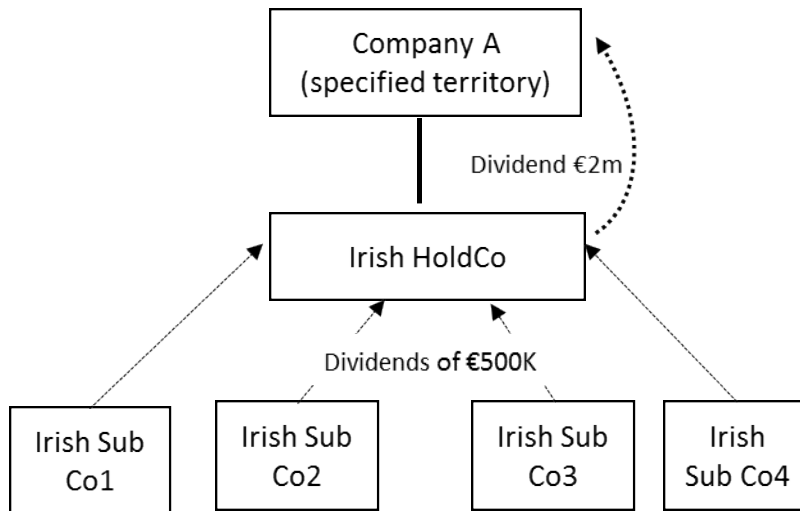 Company A
(specified territory)
Dividend €2m
Irish HoldCo
Dividends of €500K
Irish Sub
Co1
Irish Sub
Co2
Irish Sub
Co3
Irish
Sub Co4